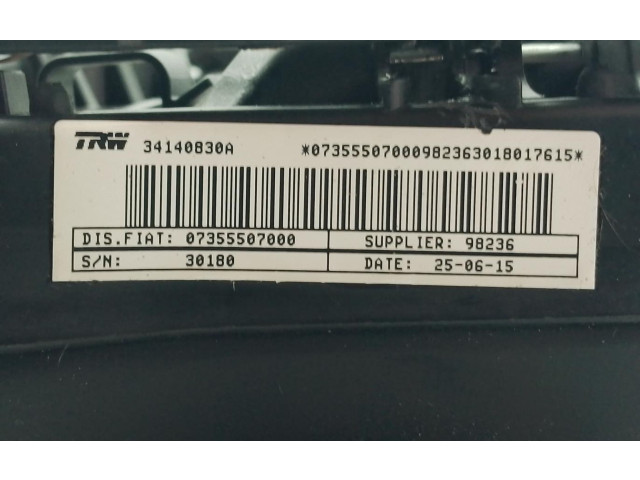 TRW 34140830A *07355507000982363018017615*
DIS.FIAT: 07355507000 SUPPLIER: 98236
S/N: 30180 DATE: 25-06-15